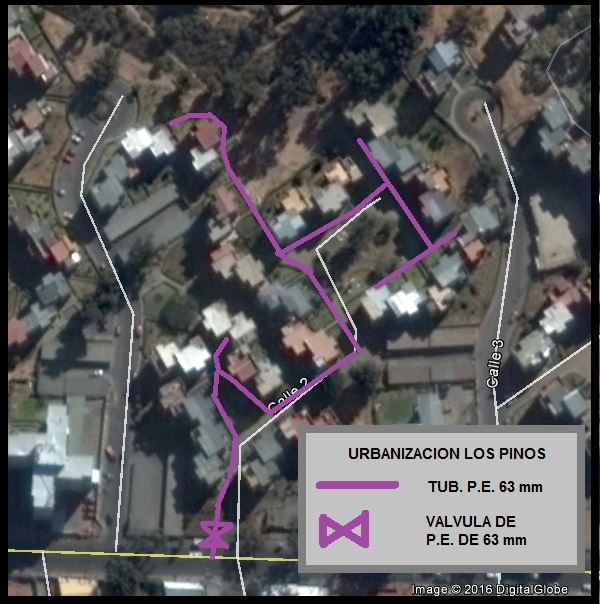 Calle 3
Calle 2
URBANIZACION LOS PINOS
TUB. P.E. 63 mm
VALVULA DE
P.E. DE 63 mm
Image © 2016 DigitalGlobe